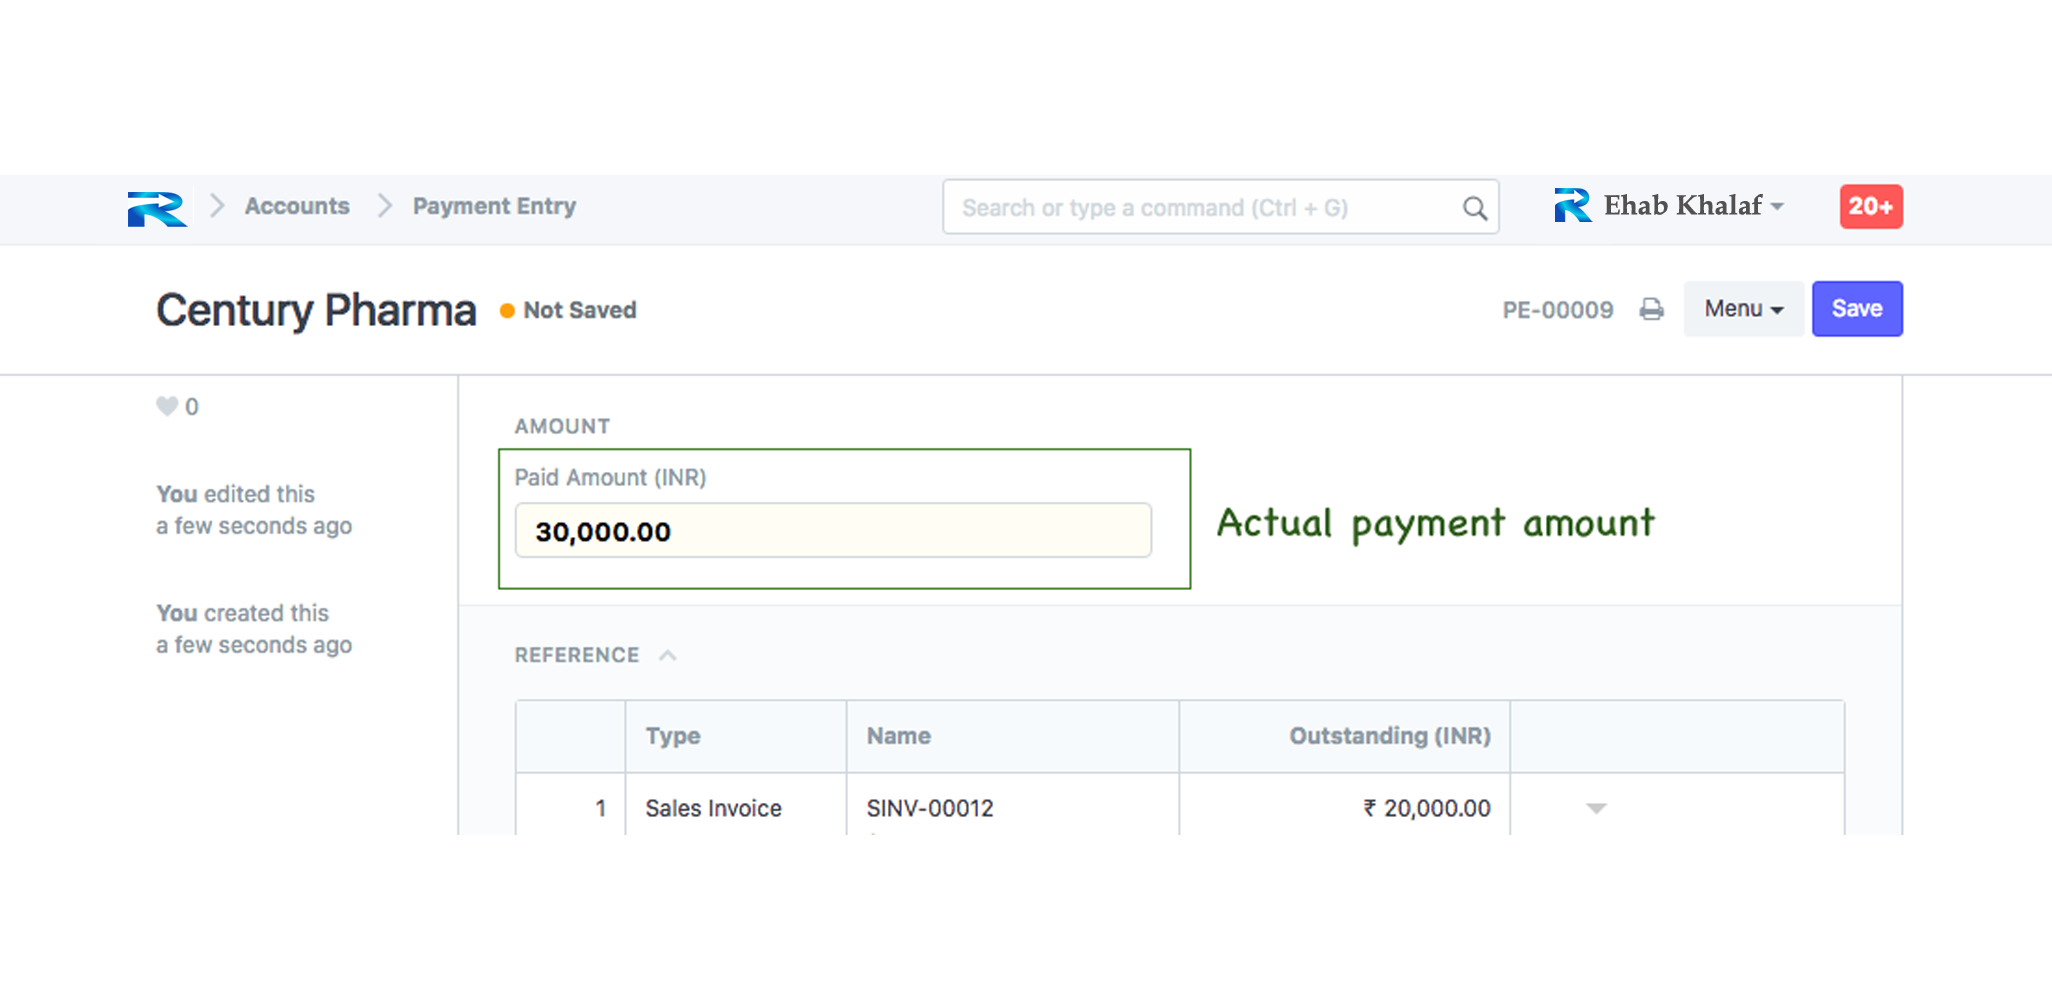 Accounts
Payment Entry
Search or type a command (Ctrl + G)
Ehab Khalaf
20+
Century Pharma
Not Saved
PE-00009
Menu
Save
0
You edited this
a few seconds ago
You created this
a few seconds ago
AMOUNT
Paid Amount (INR)
30,000.00
Actual payment amount
REFERENCE
Type Name Outstanding (INR)
1 Sales Invoice SINV-00012 ₹ 20,000.00